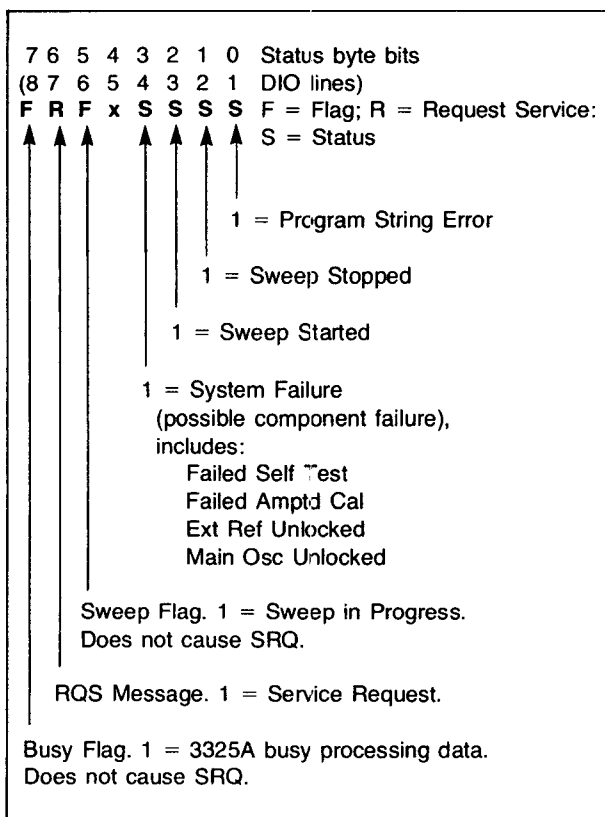 7 6 5 4 3 2 1 0 Status byte bits
(8 7 6 5 4 3 2 1 DIO lines)
F R F x S S S S F = Flag; R = Request Service:
S = Status
1 = Program String Error
1 = Sweep Stopped
1 = Sweep Started
1 = System Failure
(possible component failure),
includes:
Failed Self Test
Failed Amptd Cal
Ext Ref Unlocked
Main Osc Unlocked
Sweep Flag. 1 = Sweep in Progress.
Does not cause SRQ.
RQS Message. 1 = Service Request.
Busy Flag. 1 = 3325A busy processing data.
Does not cause SRQ.